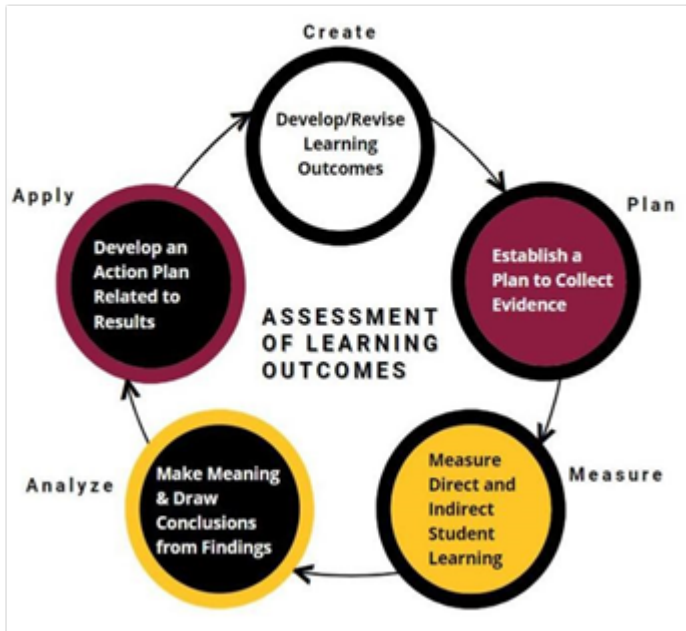 Create
Develop/Revise
Learning
Outcomes
Plan
Establish a
Plan to Collect
Evidence
Measure
Measure
Direct and
Indirect
Student
Learning
Analyze
Make Meaning
& Draw
Conclusions
from Findings
Apply
Develop an
Action Plan
Related to
Results
ASSESSMENT
OF LEARNING
OUTCOMES